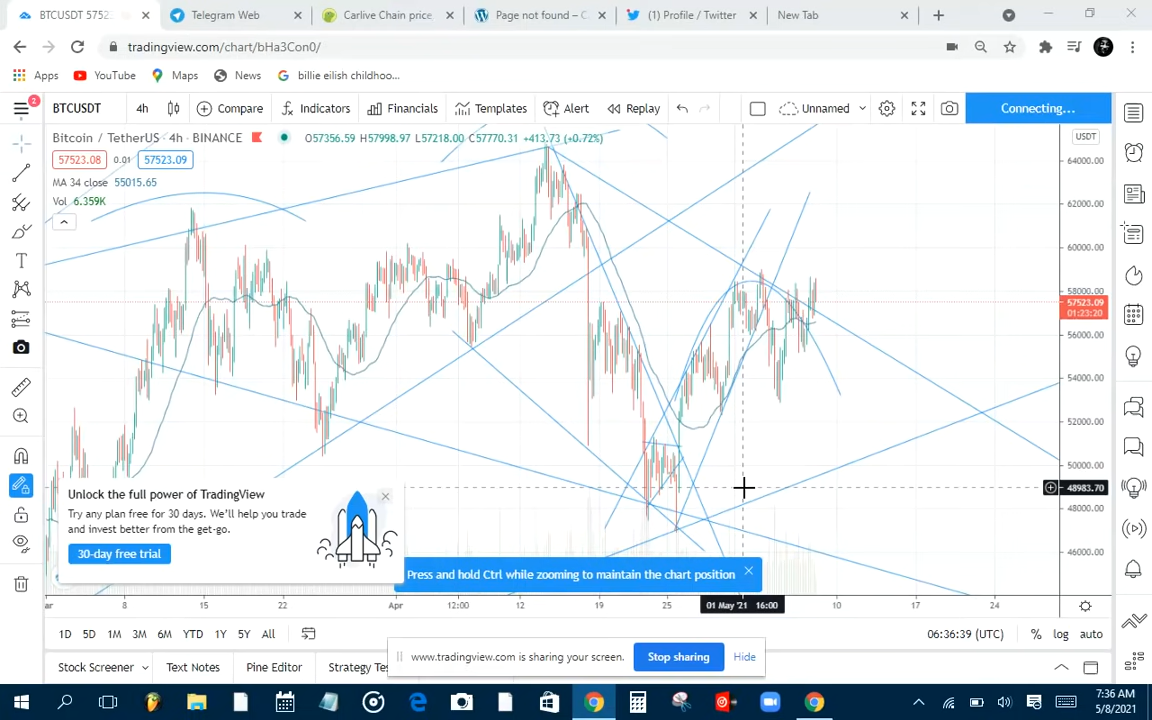 BTCUSDT 5752
Telegram Web
Carlive Chain price
Page not found – C
(1) Profile / Twitter
New Tab
tradingview.com/chart/bHa3Con0/
Apps
YouTube
Maps
News
billie eilish childhoo...
2
BTCUSDT
4h
Compare
Indicators
Financials
Templates
Alert
Replay
Unnamed
Connecting...
Bitcoin / TetherUS · 4h · BINANCE
O57356.59 H57998.97 L57218.00 C57770.31 +413.73 (+0.72%)
USDT
57523.08
0.01
57523.09
MA 34 close 55015.65
Vol 6.359K
64000.00
62000.00
60000.00
58000.00
57523.09
01:23:20
56000.00
54000.00
52000.00
50000.00
48983.70
48000.00
46000.00
Unlock the full power of TradingView
Try any plan free for 30 days. We'll help you trade
and invest better from the get-go.
30-day free trial
Press and hold Ctrl while zooming to maintain the chart position
ar
8
15
22
Apr
12:00
12
19
25
01 May '21 16:00
10
17
24
1D 5D 1M 3M 6M YTD 1Y 5Y All
06:36:39 (UTC)
% log auto
www.tradingview.com is sharing your screen.
Stop sharing
Hide
Stock Screener
Text Notes
Pine Editor
Strategy Tes
7:36 AM
5/8/2021